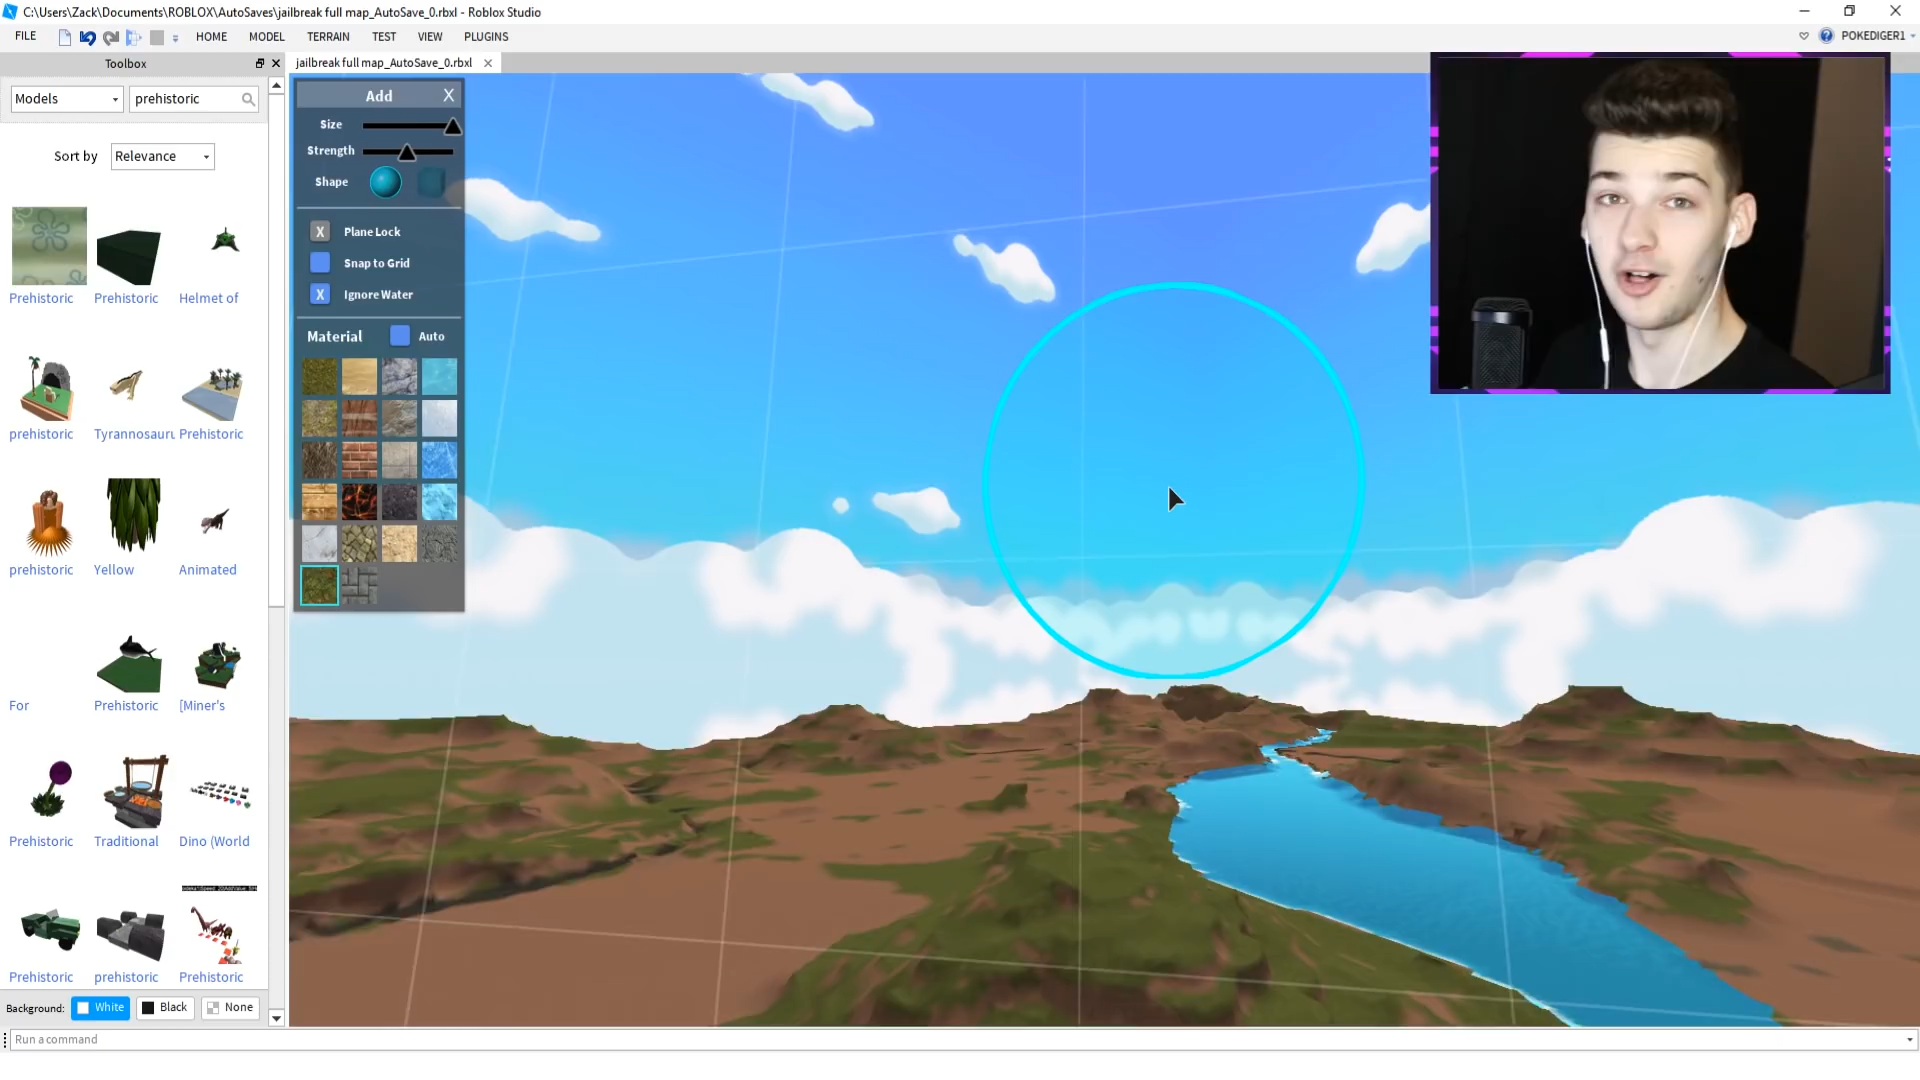 C:\Users\Zack\Documents\ROBLOX\AutoSaves\jailbreak full map_AutoSave_0.rbxl - Roblox Studio
FILE HOME MODEL TERRAIN TEST VIEW PLUGINS POKEDIGER1
Toolbox
jailbreak full map_AutoSave_0.rbxl
Models prehistoric
Sort by Relevance
Prehistoric Prehistoric Helmet of
prehistoric Tyrannosauru Prehistoric
prehistoric Yellow Animated
For Prehistoric [Miner's
Prehistoric Traditional Dino (World
Prehistoric prehistoric Prehistoric
Background: White Black None
Run a command
Add X
Size
Strength
Shape
X Plane Lock
Snap to Grid
X Ignore Water
Material Auto